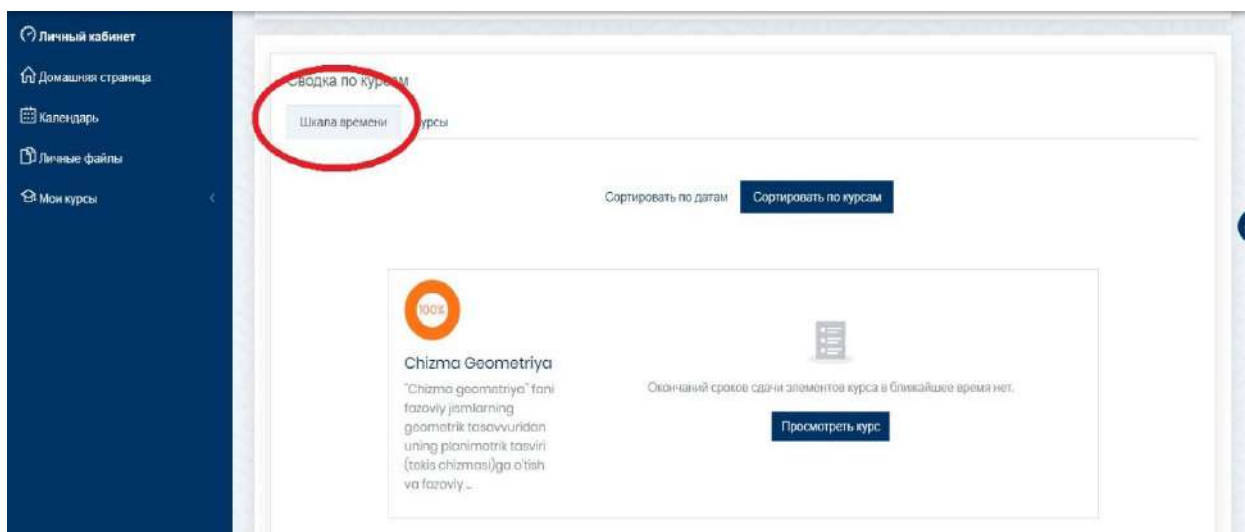 Личный кабинет
Домашняя страница
Календарь
Личные файлы
Мои курсы
Сводка по курсам
Шкала времени
урсы
Сортировать по датам
Сортировать по курсам
100%
Chizma Geometriya
"Chizma geometriya" fani
fazoviy jismlarning
geometrik tasavvuridan
uning planimetrik tasviri
(tekis chizmasi)ga o'tish
va fazoviy ...
Окончаний сроков сдачи элементов курса в ближайшее время нет.
Просмотреть курс